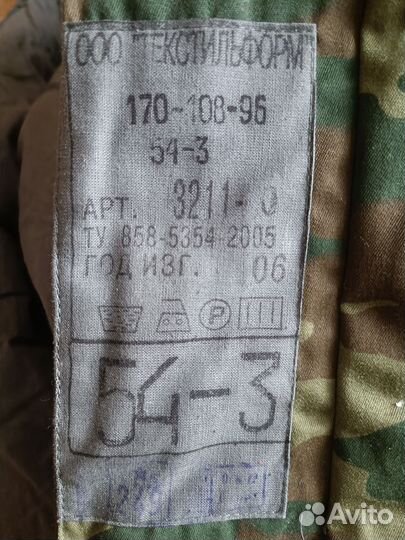 ООО "ТЕКСТИЛЬФОРМ
170-108-96
54-3
АРТ. 3211-0
ТУ 858-5354-2005
ГОД ИЗГ. 06
P
54-3
Avito